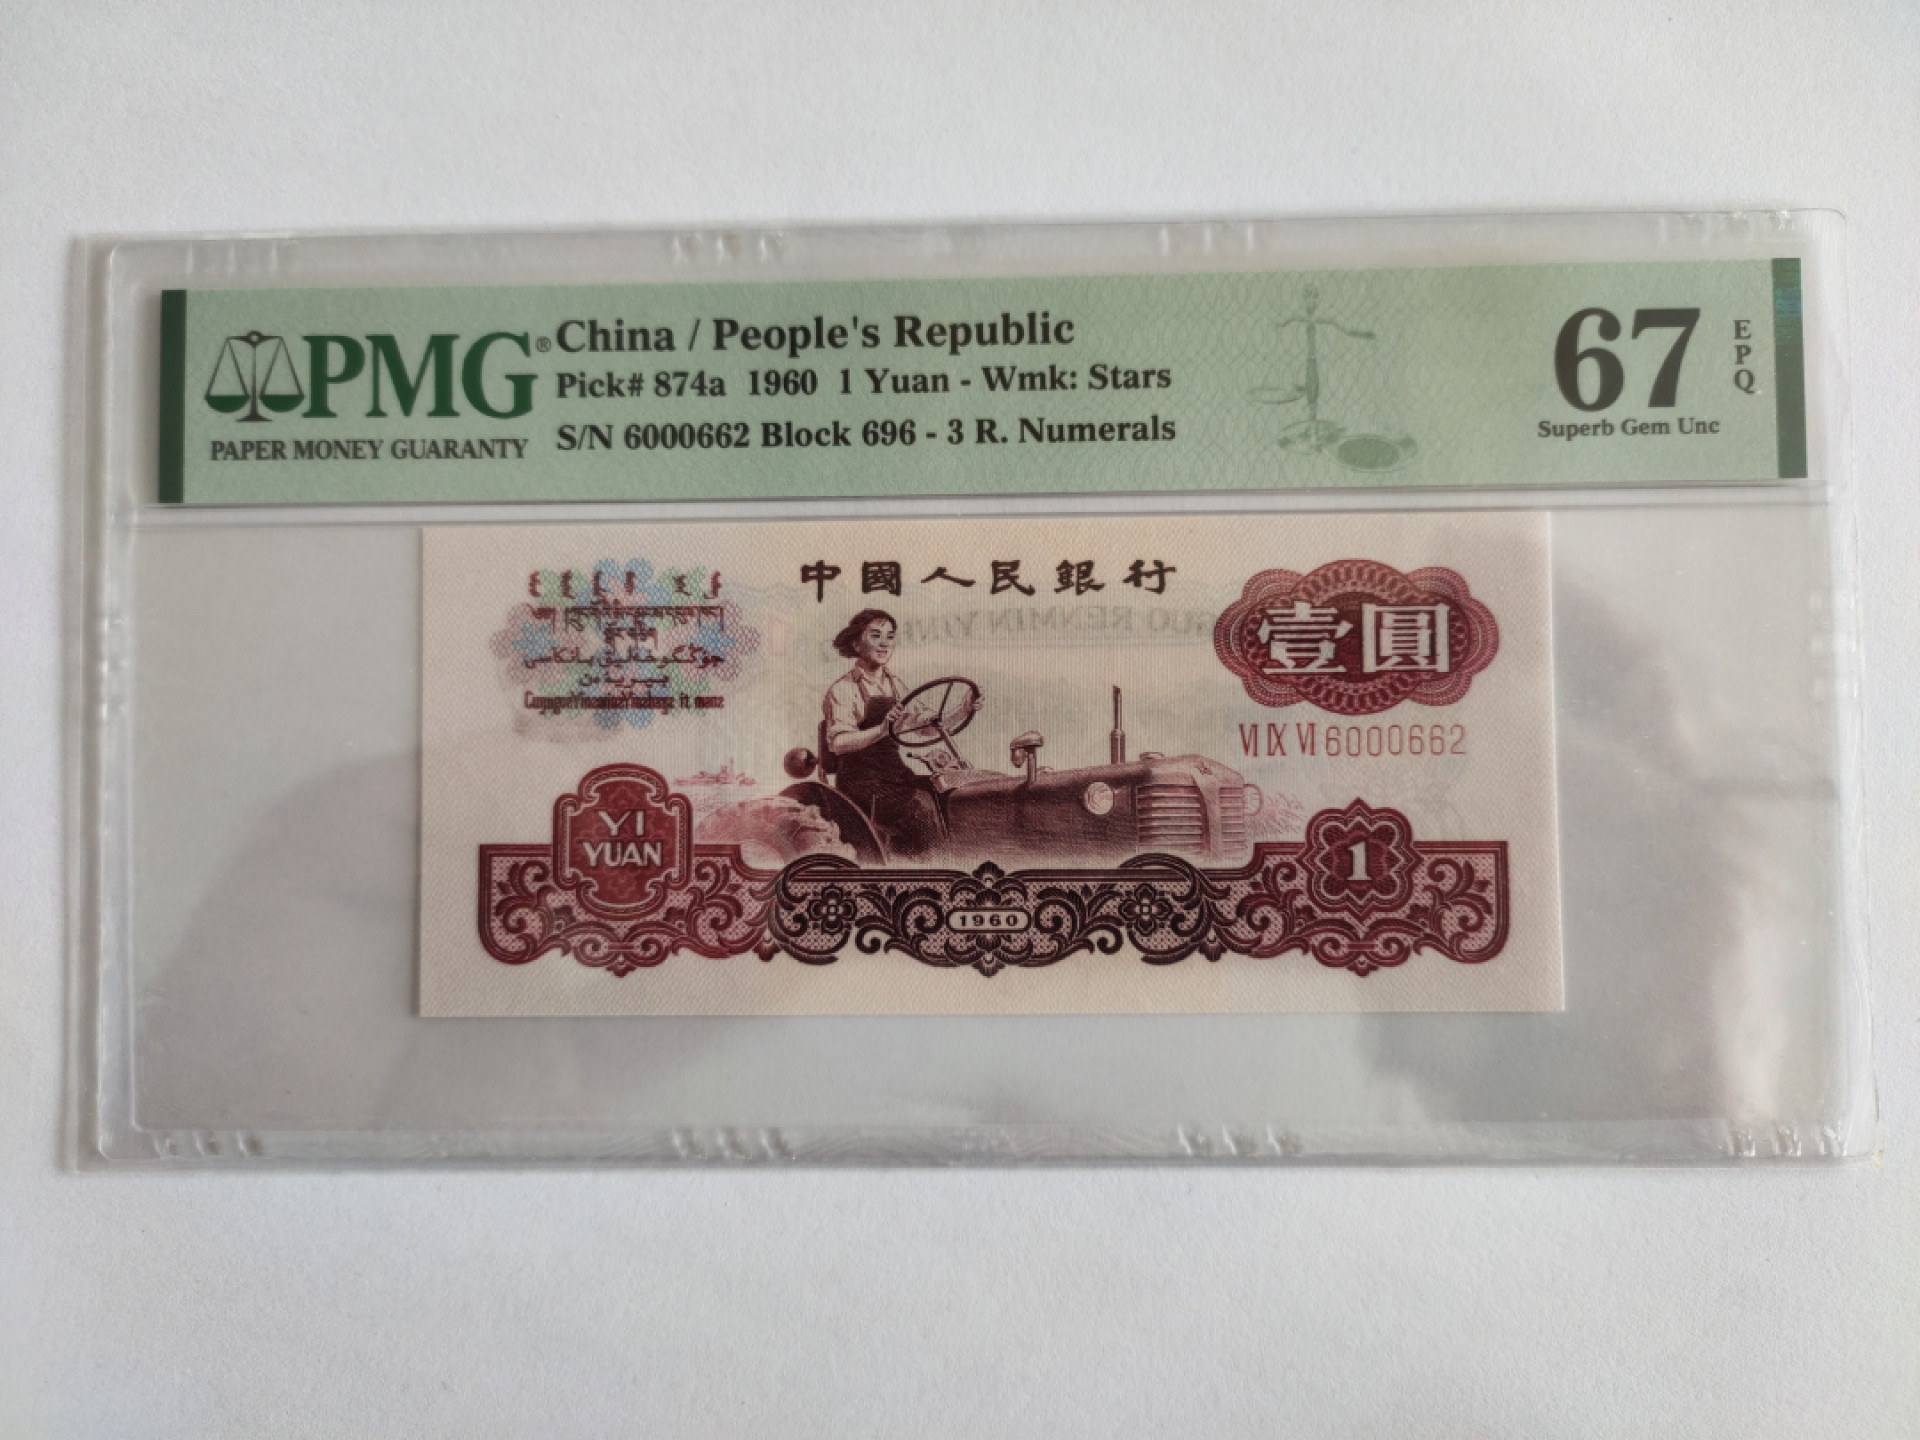 PMG®
PAPER MONEY GUARANTY
China / People's Republic
Pick# 874a 1960 1 Yuan - Wmk: Stars
S/N 6000662 Block 696 - 3 R. Numerals
67
EPQ
Superb Gem Unc
中國人民銀行
壹圓
Ⅵ Ⅸ Ⅵ 6000662
YI
YUAN
1960
1